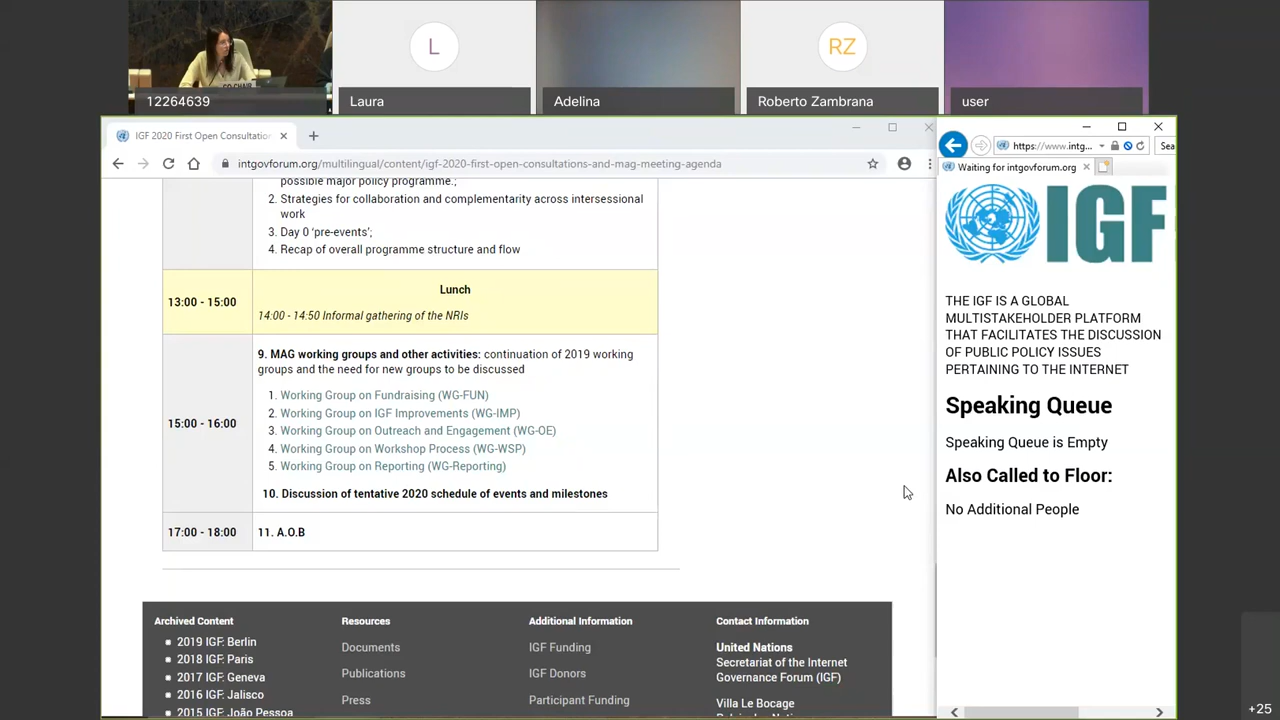 CO-CHAIR
12264639
L
Laura
Adelina
RZ
Roberto Zambrana
user
IGF 2020 First Open Consultation
intgovforum.org/multilingual/content/igf-2020-first-open-consultations-and-mag-meeting-agenda
possible major policy programme.;
2. Strategies for collaboration and complementarity across intersessional
work
3. Day 0 ‘pre-events’;
4. Recap of overall programme structure and flow
13:00 - 15:00
Lunch
14:00 - 14:50 Informal gathering of the NRIs
15:00 - 16:00
9. MAG working groups and other activities: continuation of 2019 working
groups and the need for new groups to be discussed
1. Working Group on Fundraising (WG-FUN)
2. Working Group on IGF Improvements (WG-IMP)
3. Working Group on Outreach and Engagement (WG-OE)
4. Working Group on Workshop Process (WG-WSP)
5. Working Group on Reporting (WG-Reporting)
10. Discussion of tentative 2020 schedule of events and milestones
17:00 - 18:00
11. A.O.B
Archived Content
2019 IGF: Berlin
2018 IGF: Paris
2017 IGF: Geneva
2016 IGF: Jalisco
2015 IGF: João Pessoa
Resources
Documents
Publications
Press
Additional Information
IGF Funding
IGF Donors
Participant Funding
Contact Information
United Nations
Secretariat of the Internet
Governance Forum (IGF)
Villa Le Bocage
https://www.intg...
Sea
Waiting for intgovforum.org
IGF
THE IGF IS A GLOBAL
MULTISTAKEHOLDER PLATFORM
THAT FACILITATES THE DISCUSSION
OF PUBLIC POLICY ISSUES
PERTAINING TO THE INTERNET
Speaking Queue
Speaking Queue is Empty
Also Called to Floor:
No Additional People
+25